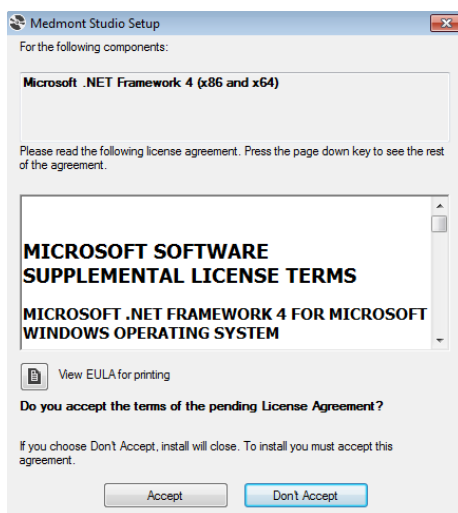 Medmont Studio Setup
For the following components:
Microsoft .NET Framework 4 (x86 and x64)
Please read the following license agreement. Press the page down key to see the rest
of the agreement.
MICROSOFT SOFTWARE
SUPPLEMENTAL LICENSE TERMS
MICROSOFT .NET FRAMEWORK 4 FOR MICROSOFT
WINDOWS OPERATING SYSTEM
View EULA for printing
Do you accept the terms of the pending License Agreement?
If you choose Don't Accept, install will close. To install you must accept this
agreement.
Accept
Don't Accept